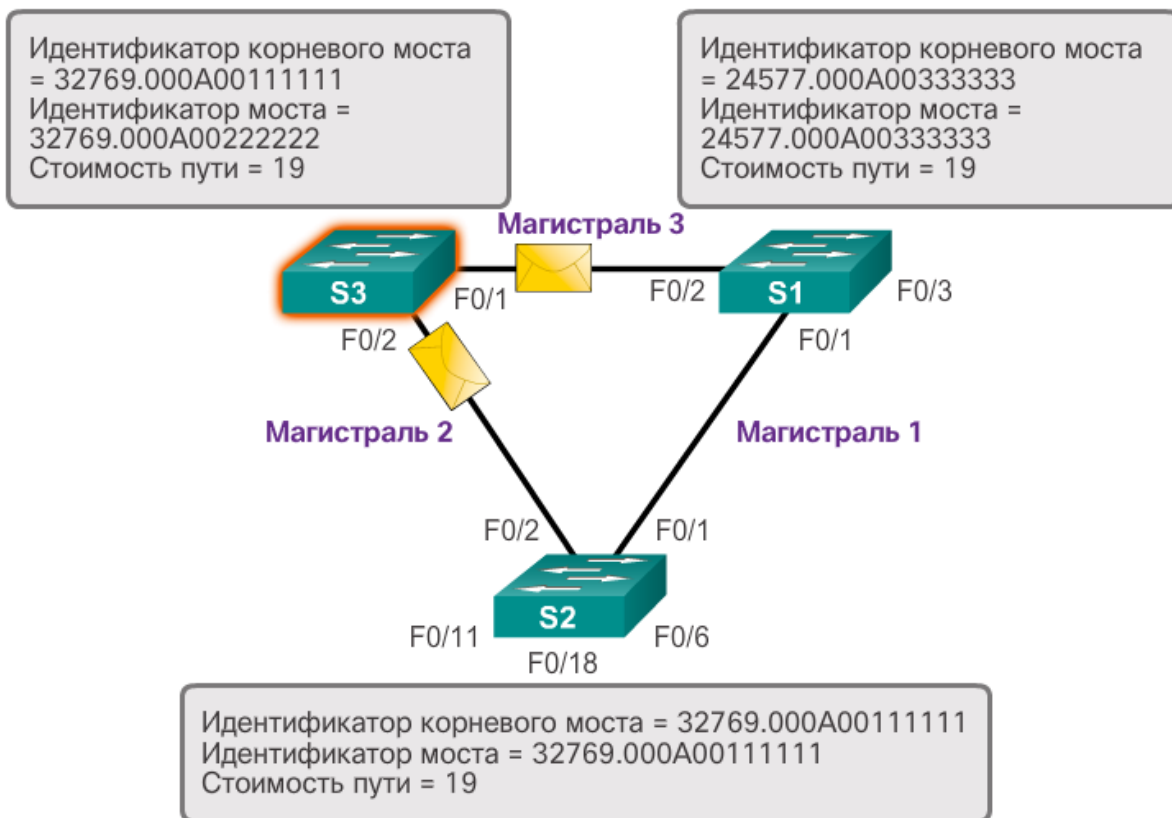 Идентификатор корневого моста
= 32769.000A00111111
Идентификатор моста =
32769.000A00222222
Стоимость пути = 19
Идентификатор корневого моста
= 24577.000A00333333
Идентификатор моста =
24577.000A00333333
Стоимость пути = 19
Магистраль 3
S3
F0/1
F0/2
S1
F0/3
F0/2
F0/1
Магистраль 2
Магистраль 1
F0/2
F0/1
S2
F0/11
F0/6
F0/18
Идентификатор корневого моста = 32769.000A00111111
Идентификатор моста = 32769.000A00111111
Стоимость пути = 19